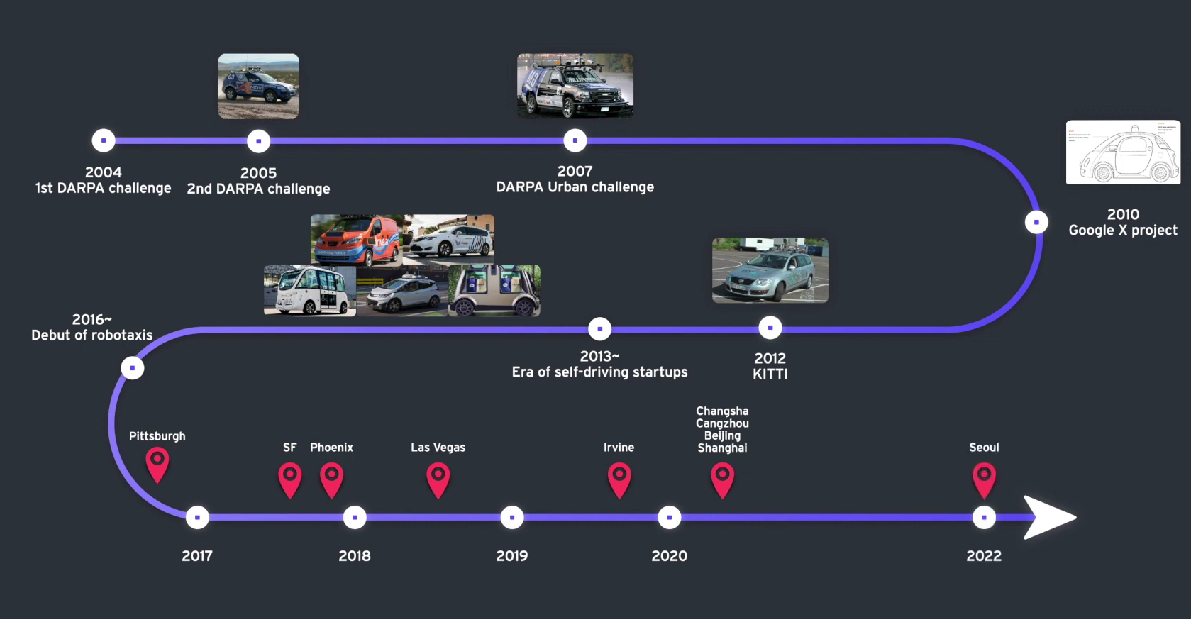 2004
1st DARPA challenge
2005
2nd DARPA challenge
2007
DARPA Urban challenge
2010
Google X project
2016~
Debut of robotaxis
2013~
Era of self-driving startups
2012
KITTI
Pittsburgh
SF
Phoenix
Las Vegas
Irvine
Changsha
Cangzhou
Beijing
Shanghai
Seoul
2017
2018
2019
2020
2022